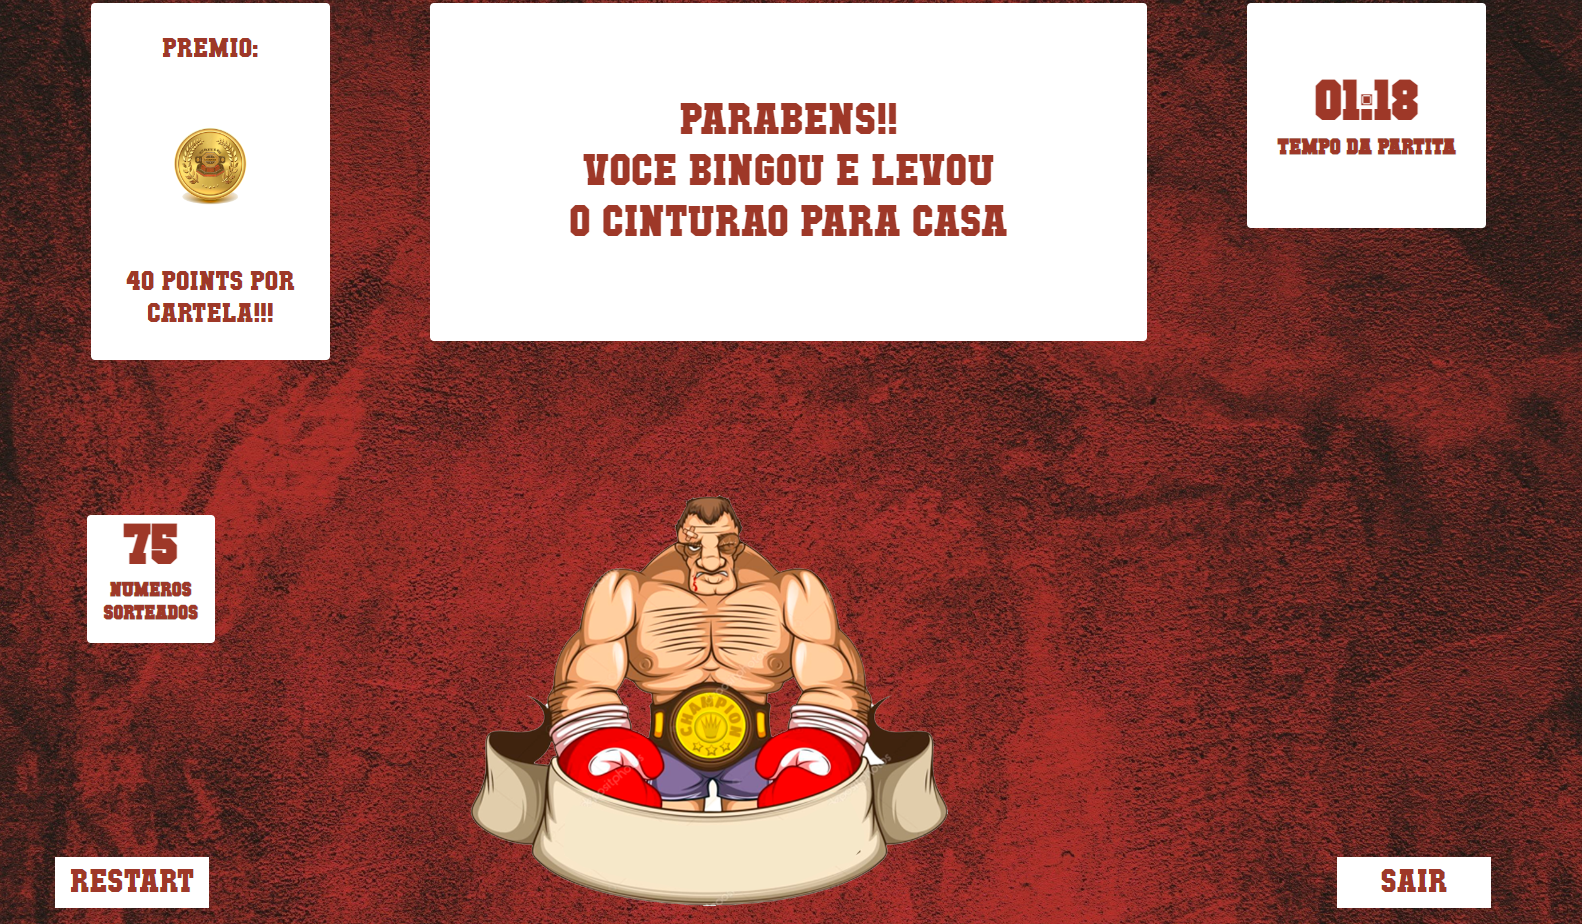 PREMIO:
40 POINTS POR
CARTELA!!!
PARABENS!!
VOCE BINGOU E LEVOU
O CINTURAO PARA CASA
01:18
TEMPO DA PARTITA
75
NUMEROS
SORTEADOS
CHAMPION
RESTART
SAIR